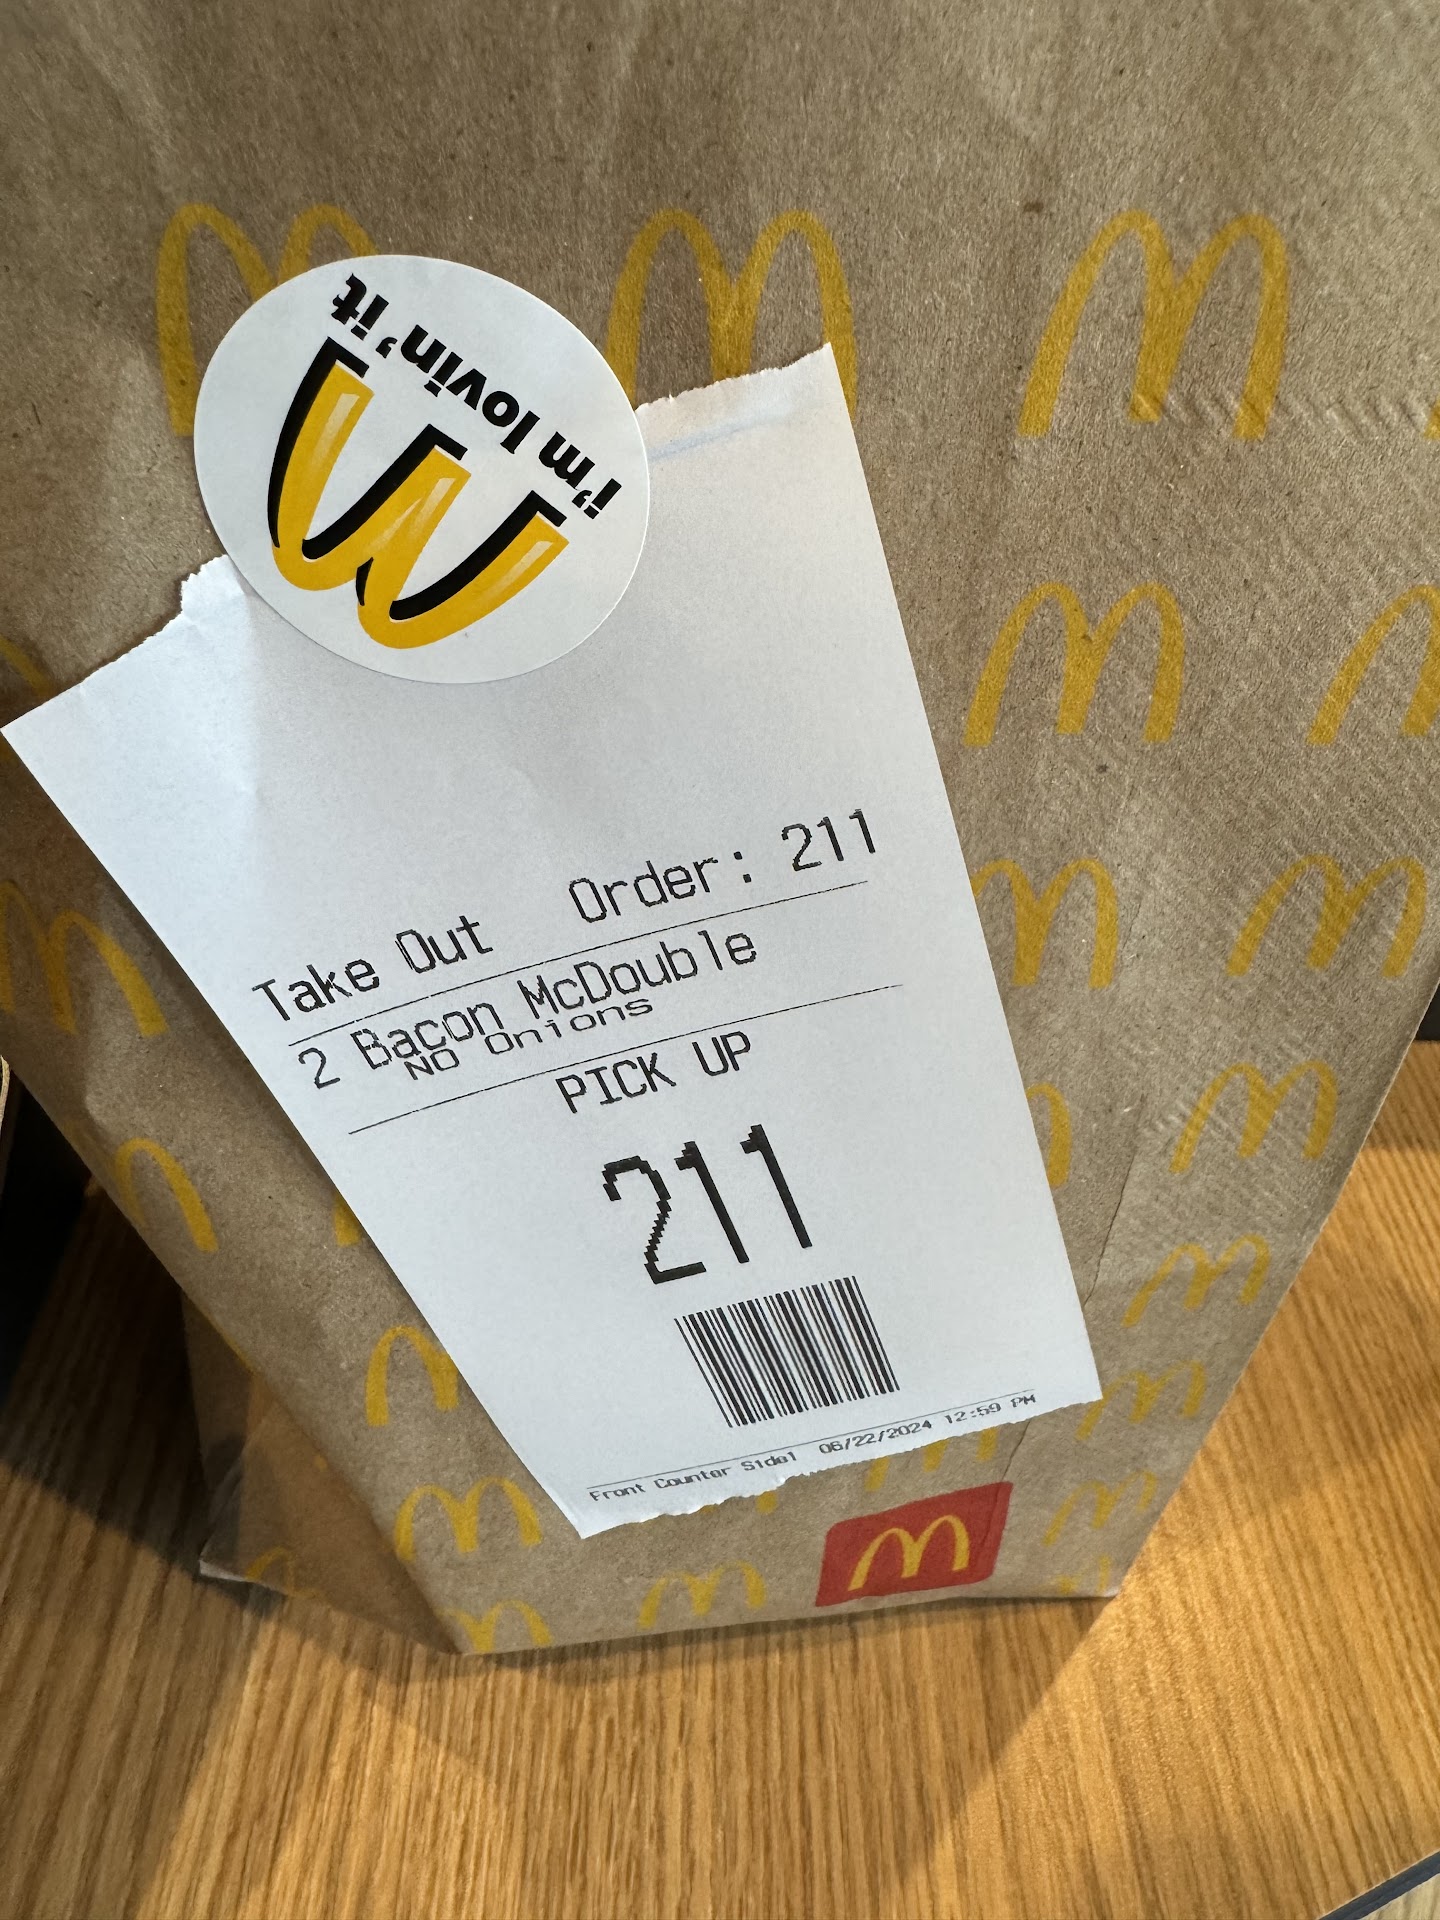 i'm lovin' it
Take Out Order: 211
2 Bacon McDouble
NO Onions
PICK UP
211
Front Counter Side1 06/22/2024 12:59 PM